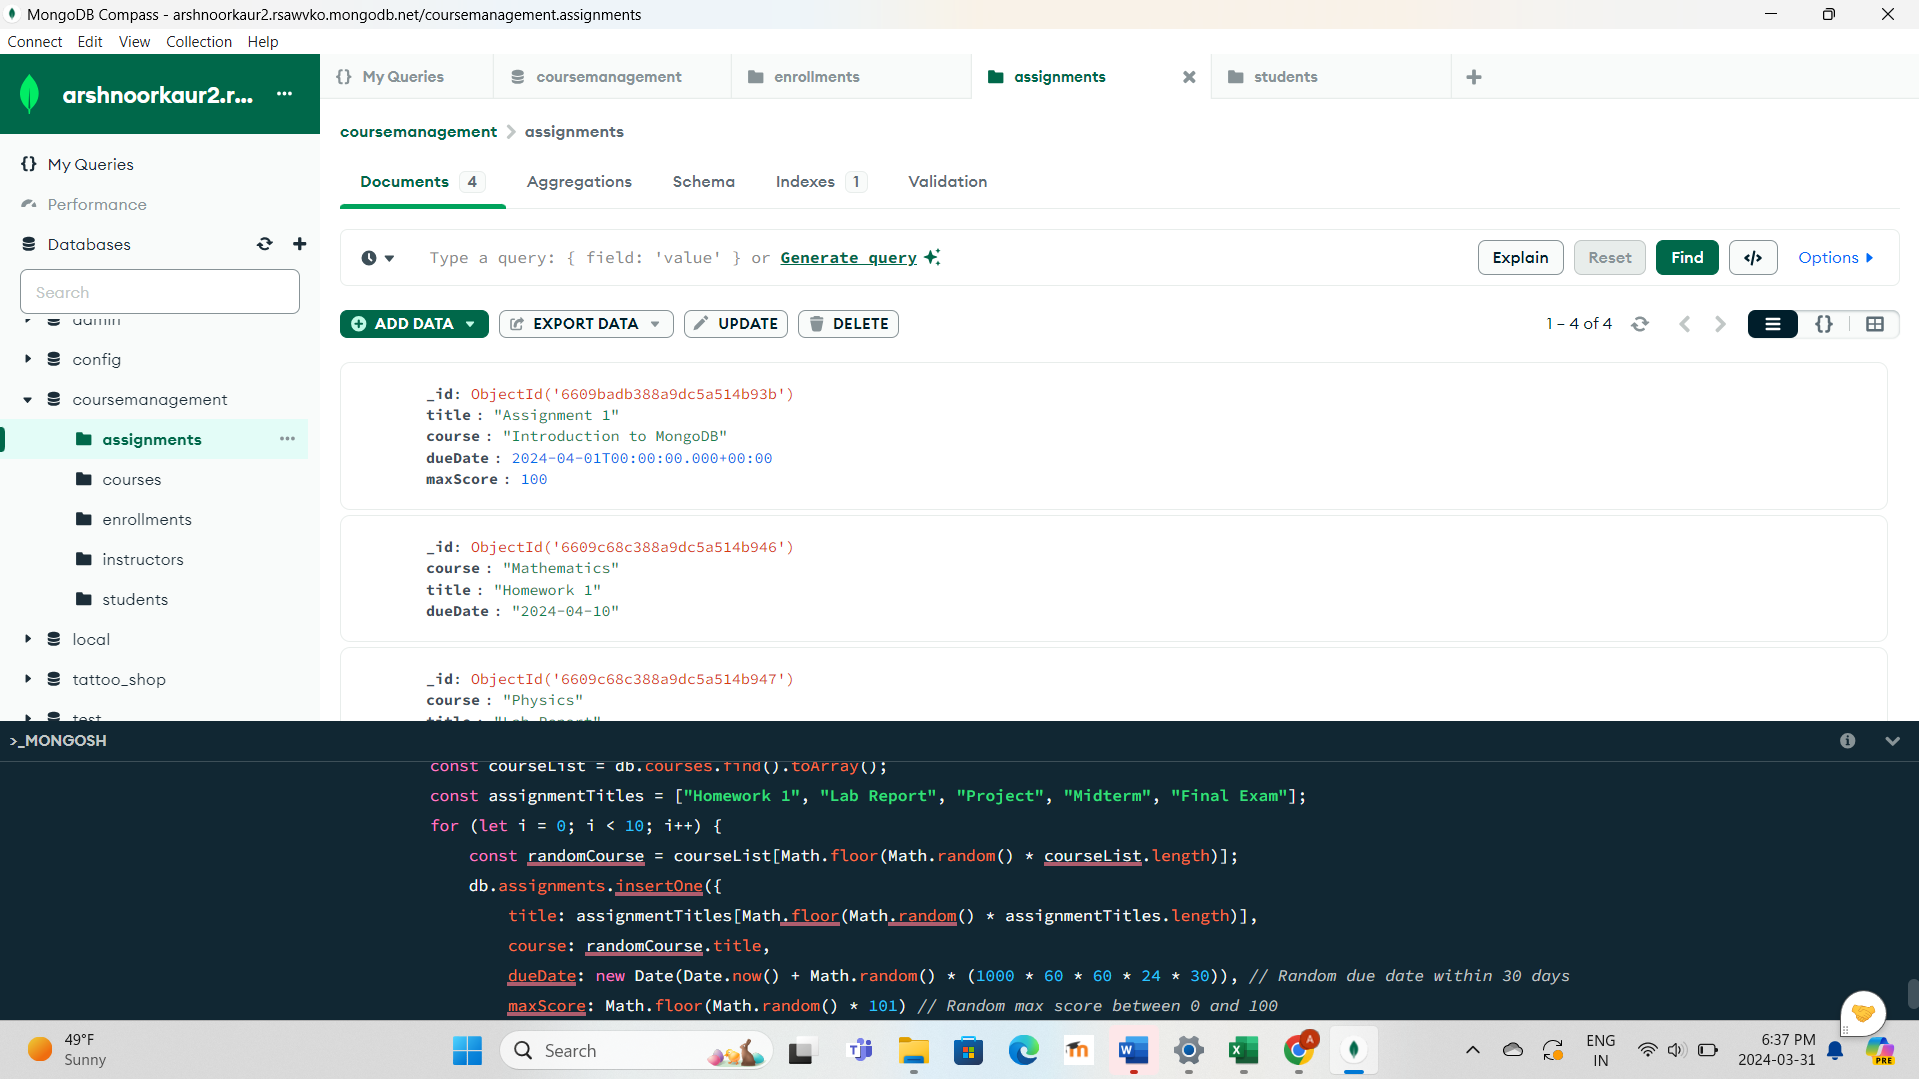 MongoDB Compass - arshnoorkaur2.rsawvko.mongodb.net/coursemanagement.assignments
Connect Edit View Collection Help
arshnoorkaur2.r... ...
My Queries
Performance
Databases
Search
admin
config
coursemanagement
assignments
courses
enrollments
instructors
students
local
tattoo_shop
test
{} My Queries
coursemanagement
enrollments
assignments
students
coursemanagement > assignments
Documents 4 Aggregations Schema Indexes 1 Validation
Type a query: { field: 'value' } or Generate query
Explain Reset Find </> Options
ADD DATA EXPORT DATA UPDATE DELETE
1 – 4 of 4
{}
_id: ObjectId('6609badb388a9dc5a514b93b')
title : "Assignment 1"
course : "Introduction to MongoDB"
dueDate : 2024-04-01T00:00:00.000+00:00
maxScore : 100
_id: ObjectId('6609c68c388a9dc5a514b946')
course : "Mathematics"
title : "Homework 1"
dueDate : "2024-04-10"
_id: ObjectId('6609c68c388a9dc5a514b947')
course : "Physics"
title : "Lab Report"
>_MONGOSH
const courseList = db.courses.find().toArray();
const assignmentTitles = ["Homework 1", "Lab Report", "Project", "Midterm", "Final Exam"];
for (let i = 0; i < 10; i++) {
const randomCourse = courseList[Math.floor(Math.random() * courseList.length)];
db.assignments.insertOne({
title: assignmentTitles[Math.floor(Math.random() * assignmentTitles.length)],
course: randomCourse.title,
dueDate: new Date(Date.now() + Math.random() * (1000 * 60 * 60 * 24 * 30)), // Random due date within 30 days
maxScore: Math.floor(Math.random() * 101) // Random max score between 0 and 100
49°F
Sunny
Search
ENG
IN
6:37 PM
2024-03-31
PRE